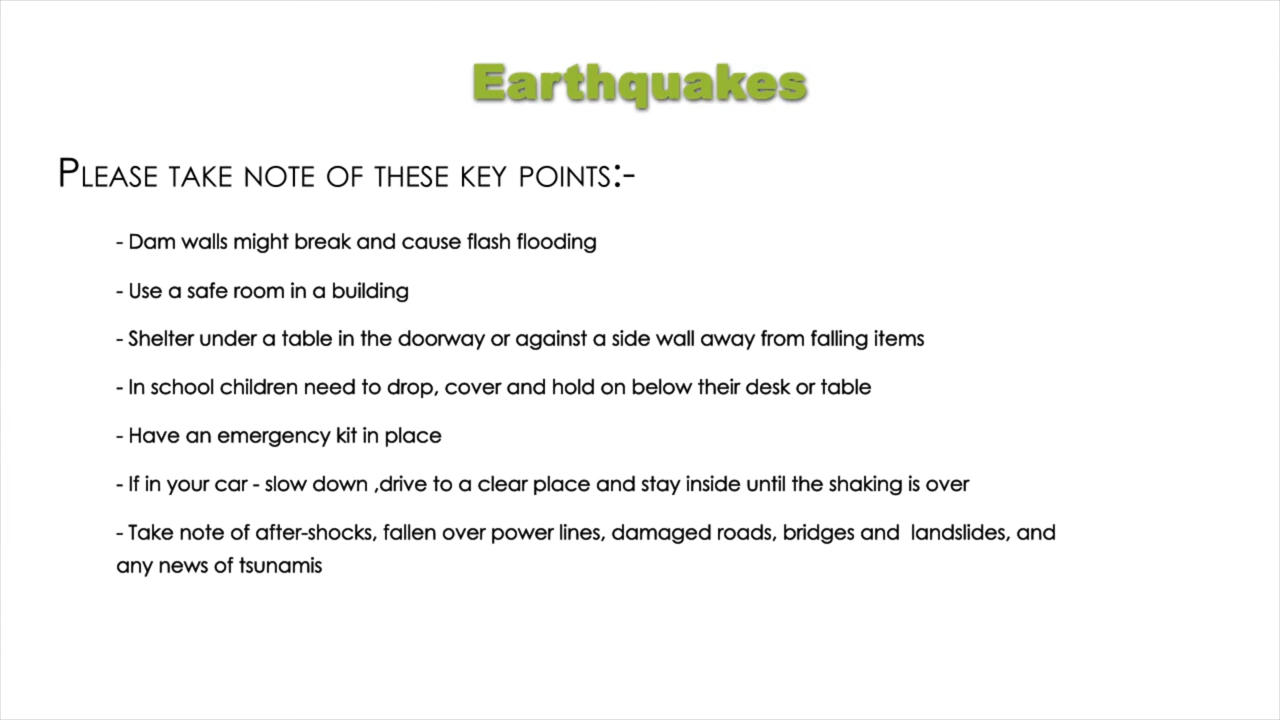 Earthquakes
Please take note of these key points:-
- Dam walls might break and cause flash flooding
- Use a safe room in a building
- Shelter under a table in the doorway or against a side wall away from falling items
- In school children need to drop, cover and hold on below their desk or table
- Have an emergency kit in place
- If in your car - slow down ,drive to a clear place and stay inside until the shaking is over
- Take note of after-shocks, fallen over power lines, damaged roads, bridges and  landslides, and
any news of tsunamis